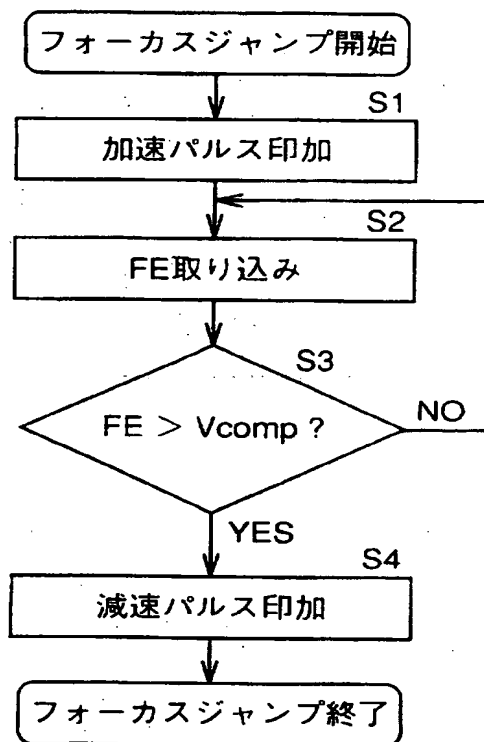 フォーカスジャンプ開始
S1
加速パルス印加
S2
FE取り込み
S3
FE > Vcomp ?
NO
YES
S4
減速パルス印加
フォーカスジャンプ終了